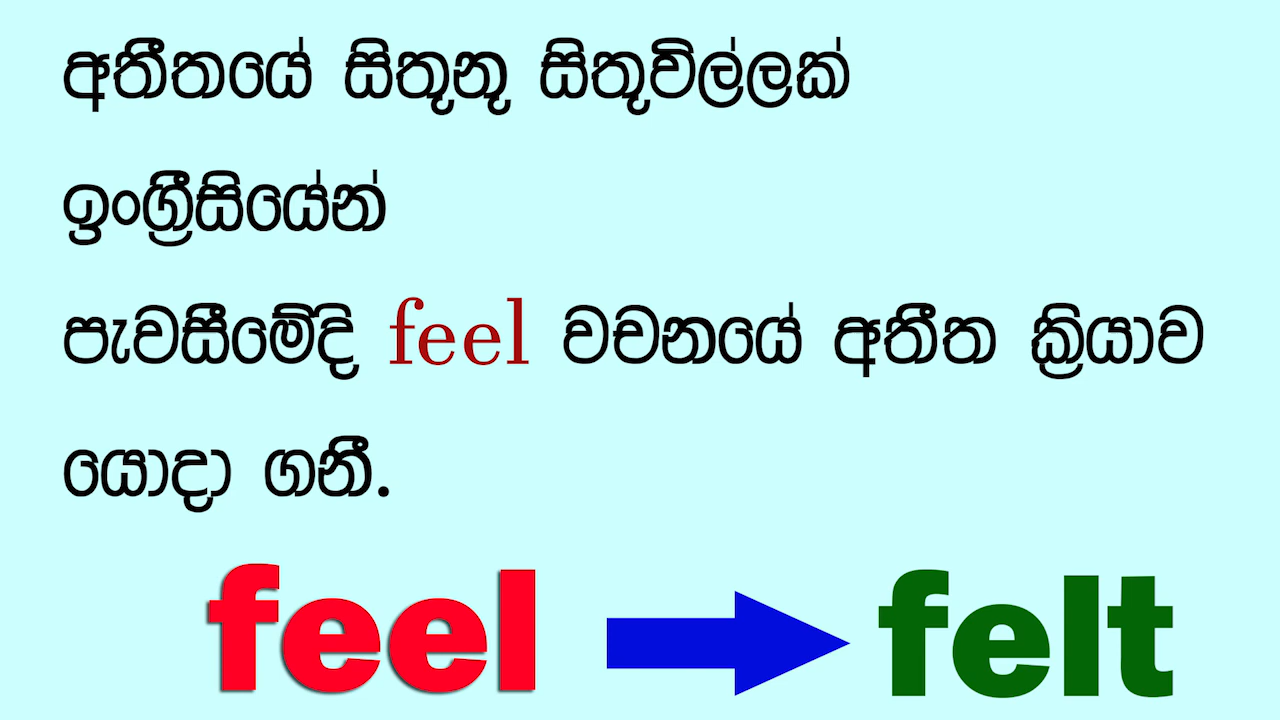 අතීතයේ සිතුනු සිතුවිල්ලක්
ඉංග්‍රීසියේන්
පැවසීමේදි feel වචනයේ අතීත ක්‍රියාව
යොදා ගනී.
feel felt